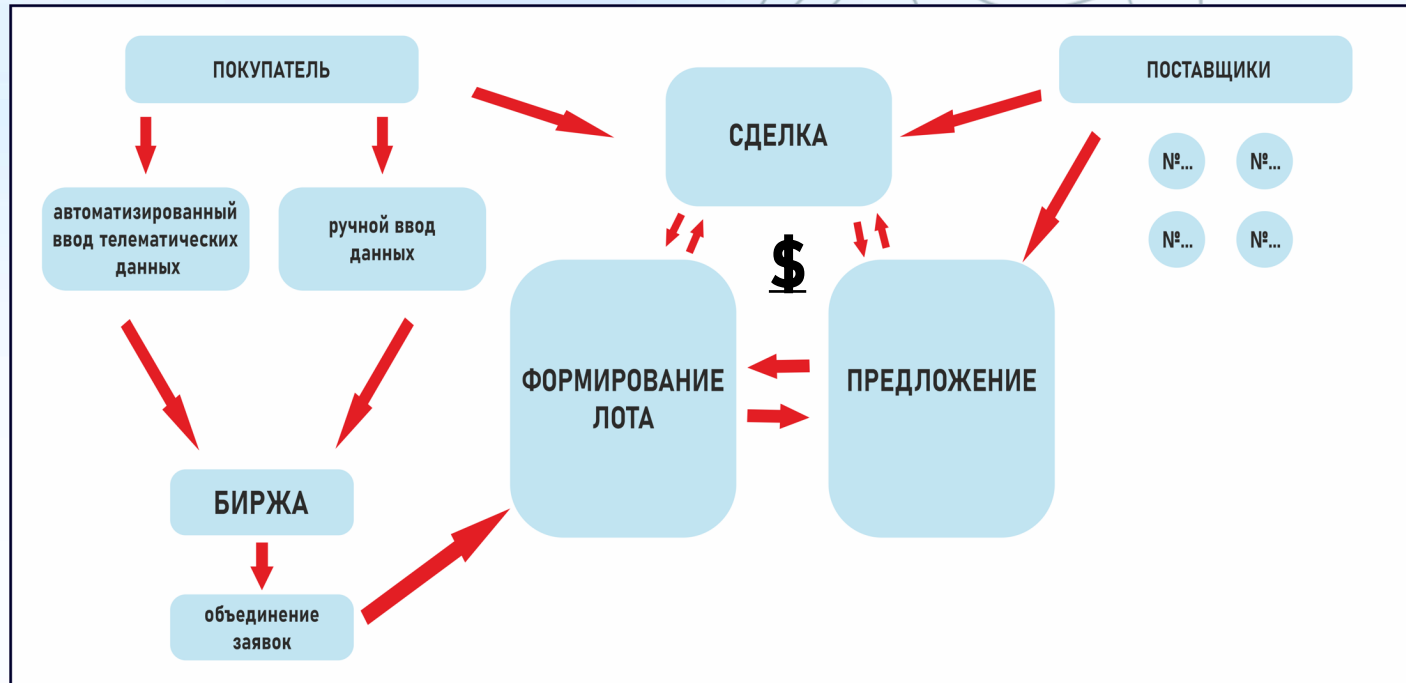 ПОКУПАТЕЛЬ
ПОСТАВЩИКИ
СДЕЛКА
№...
№...
№...
№...
автоматизированный
ввод телематических
данных
ручной ввод
данных
$
ФОРМИРОВАНИЕ
ЛОТА
ПРЕДЛОЖЕНИЕ
БИРЖА
объединение
заявок